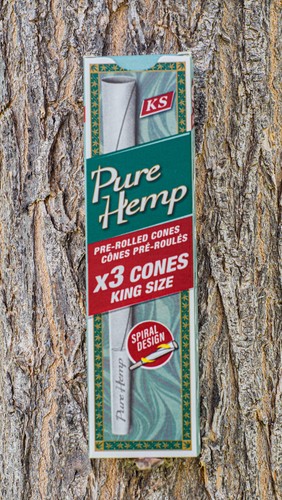 KS
Pure
Hemp
PRE-ROLLED CONES
CÔNES PRÉ-ROULÉS
x3 CONES
KING SIZE
SPIRAL
DESIGN
Pure Hemp